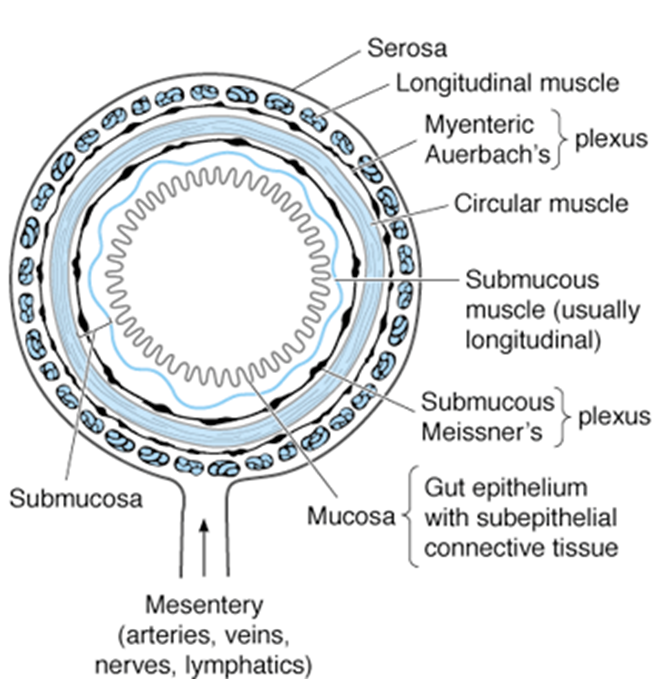 Serosa
Longitudinal muscle
Myenteric
Auerbach's
plexus
Circular muscle
Submucous
muscle (usually
longitudinal)
Submucous
Meissner's
plexus
Submucosa
Mucosa
Gut epithelium
with subepithelial
connective tissue
Mesentery
(arteries, veins,
nerves, lymphatics)